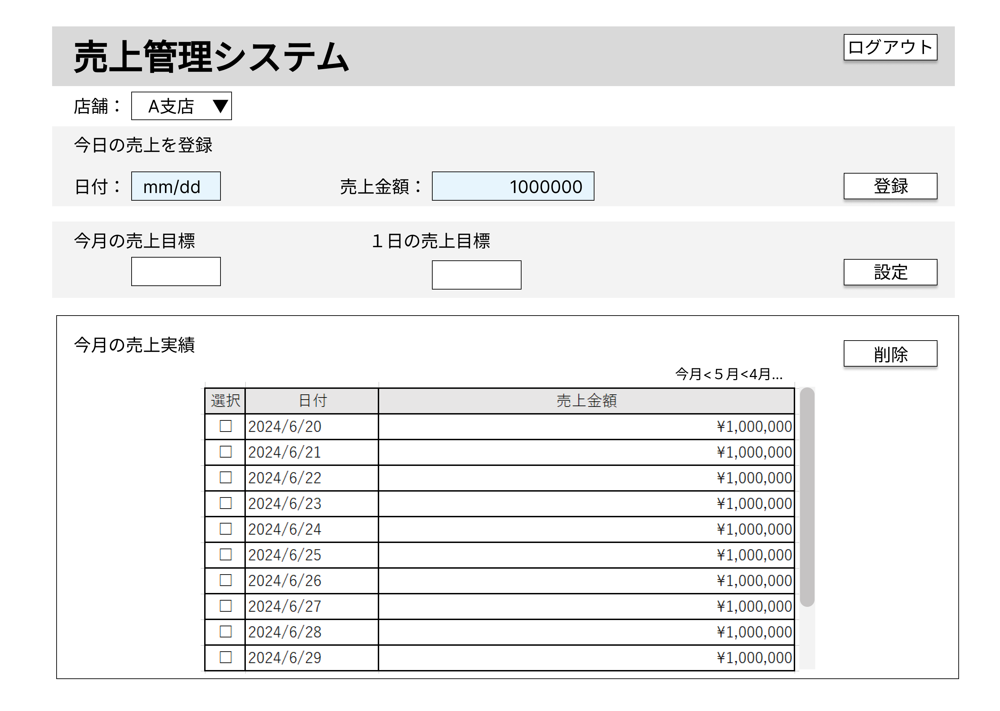 売上管理システム
ログアウト
店舗： A支店 ▼
今日の売上を登録
日付： mm/dd 売上金額： 1000000 登録
今月の売上目標 １日の売上目標
設定
今月の売上実績
削除
今月<５月<4月...
選択 日付 売上金額
□ 2024/6/20 ¥1,000,000
□ 2024/6/21 ¥1,000,000
□ 2024/6/22 ¥1,000,000
□ 2024/6/23 ¥1,000,000
□ 2024/6/24 ¥1,000,000
□ 2024/6/25 ¥1,000,000
□ 2024/6/26 ¥1,000,000
□ 2024/6/27 ¥1,000,000
□ 2024/6/28 ¥1,000,000
□ 2024/6/29 ¥1,000,000